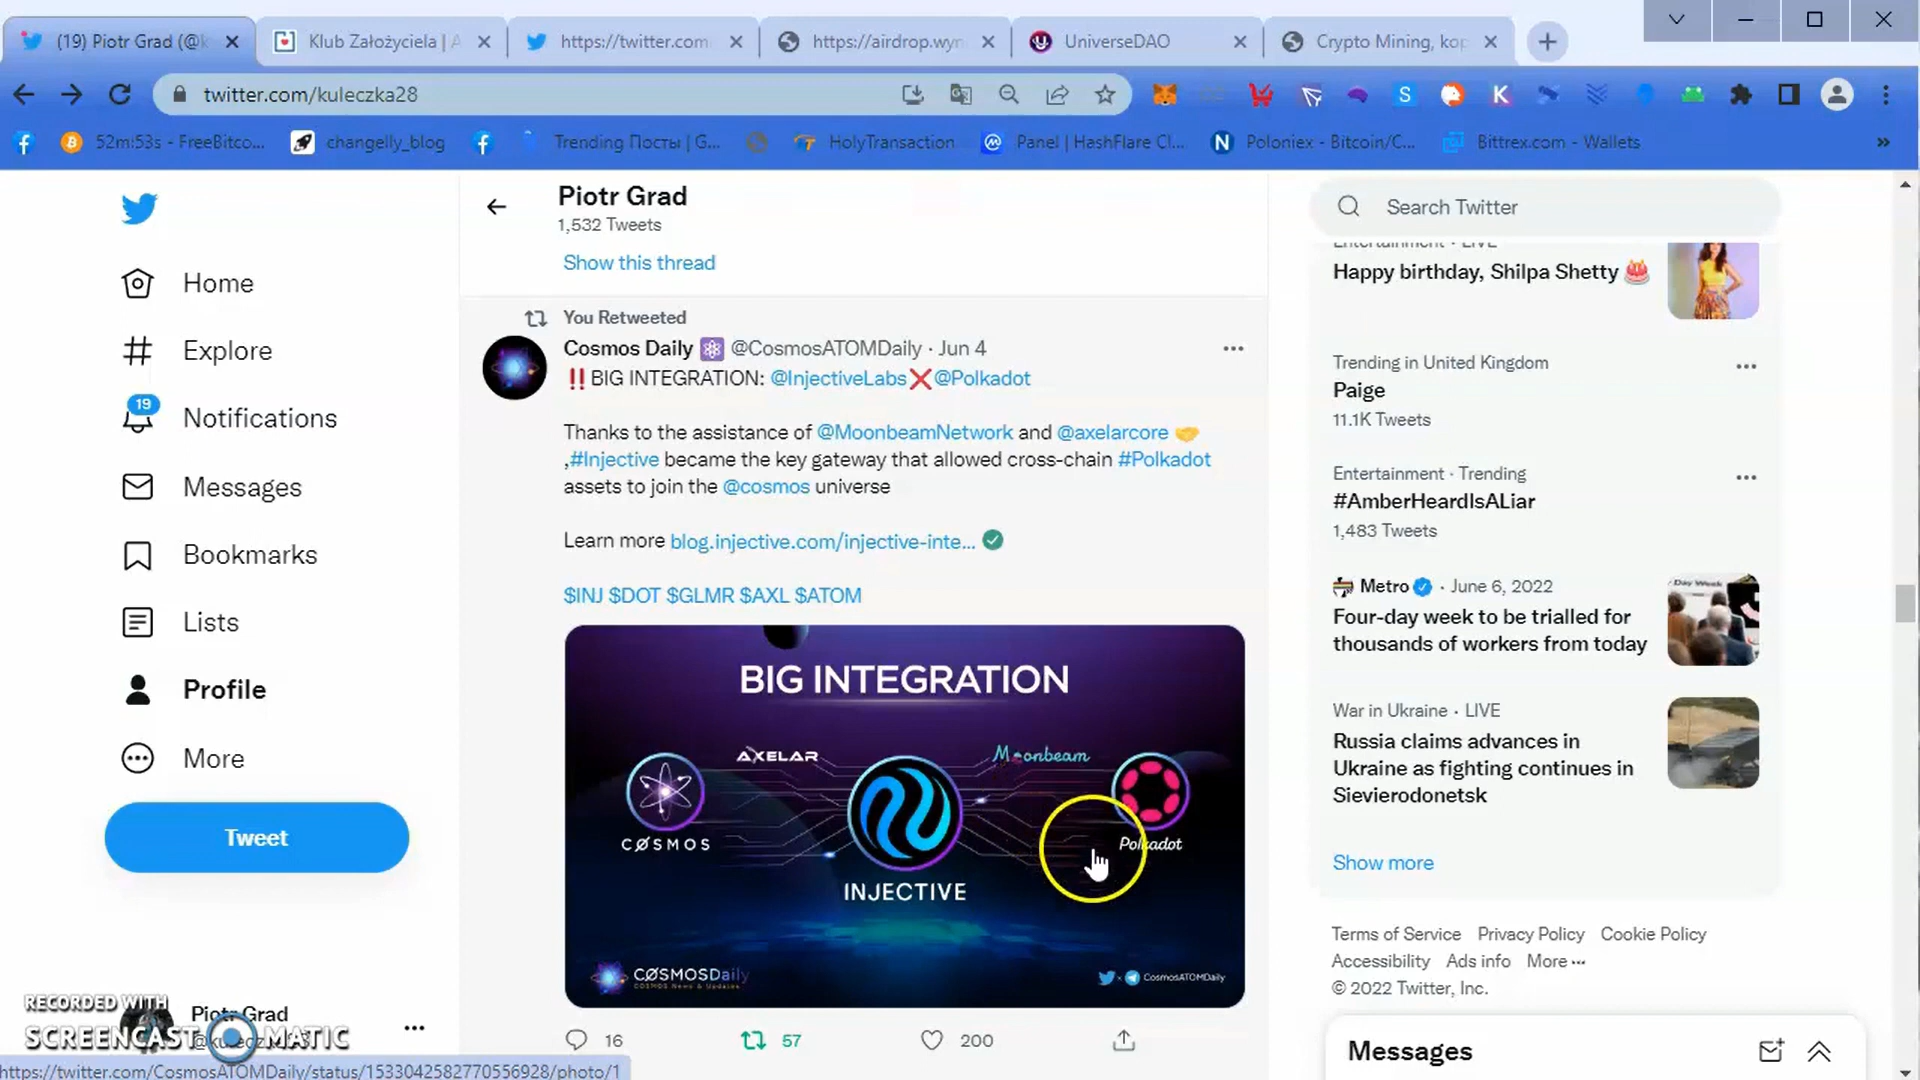 (19) Piotr Grad (@k
Klub Założyciela | A
https://twitter.com
https://airdrop.wyn
UniverseDAO
Crypto Mining, kop
twitter.com/kuleczka28
52m:53s - FreeBitco...
changelly_blog
Trending Посты | G...
HolyTransaction
Panel | HashFlare Cl...
Poloniex - Bitcoin/C...
Bittrex.com - Wallets
»
Home
Explore
19
Notifications
Messages
Bookmarks
Lists
Profile
More
Tweet
Piotr Grad
RECORDED WITH
SCREENCAST MATIC
https://twitter.com/CosmosATOMDaily/status/1533042582770556928/photo/1
Piotr Grad
1,532 Tweets
Show this thread
You Retweeted
Cosmos Daily ⚛ @CosmosATOMDaily · Jun 4
‼BIG INTEGRATION: @InjectiveLabs❌@Polkadot
Thanks to the assistance of @MoonbeamNetwork and @axelarcore 🤝
,#Injective became the key gateway that allowed cross-chain #Polkadot
assets to join the @cosmos universe
Learn more blog.injective.com/injective-inte... ✅
$INJ $DOT $GLMR $AXL $ATOM
BIG INTEGRATION
AXELAR
Moonbeam
COSMOS
INJECTIVE
Polkadot
COSMOSDaily
COSMOS News & Updates
CosmosATOMDaily
16
57
200
Search Twitter
Entertainment · LIVE
Happy birthday, Shilpa Shetty 🎂
Trending in United Kingdom
Paige
11.1K Tweets
Entertainment · Trending
#AmberHeardIsALiar
1,483 Tweets
Metro · June 6, 2022
Four-day week to be trialled for
thousands of workers from today
War in Ukraine · LIVE
Russia claims advances in
Ukraine as fighting continues in
Sievierodonetsk
Show more
Terms of Service Privacy Policy Cookie Policy
Accessibility Ads info More ···
© 2022 Twitter, Inc.
Messages